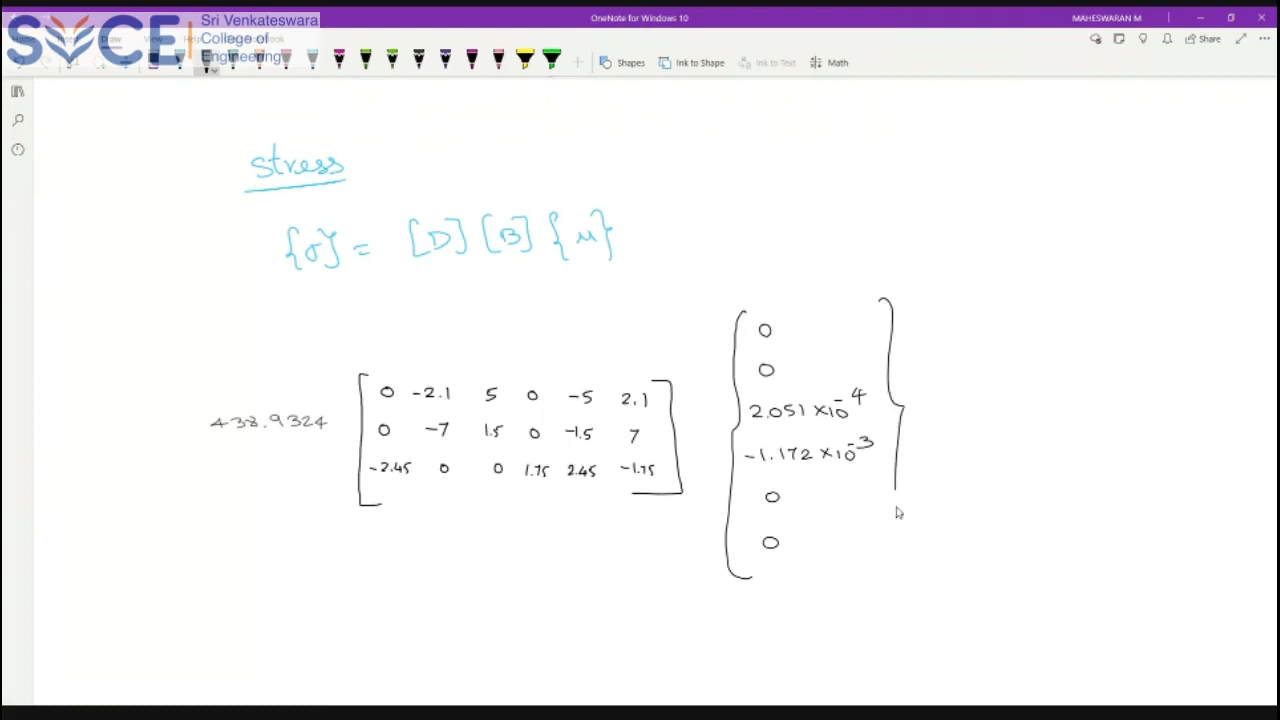 OneNote for Windows 10
MAHESWARAN M
SVCE Sri Venkateswara
College of
Engineering
Draw View
Shapes Ink to Shape Ink to Text Math Share
Stress
{σ} = [D] [B] {u}
438.9324
0 -2.1 5 0 -5 2.1
0 -7 1.5 0 -1.5 7
-2.45 0 0 1.75 2.45 -1.75
0
0
2.051 ×10^-4
-1.172 ×10^-3
0
0